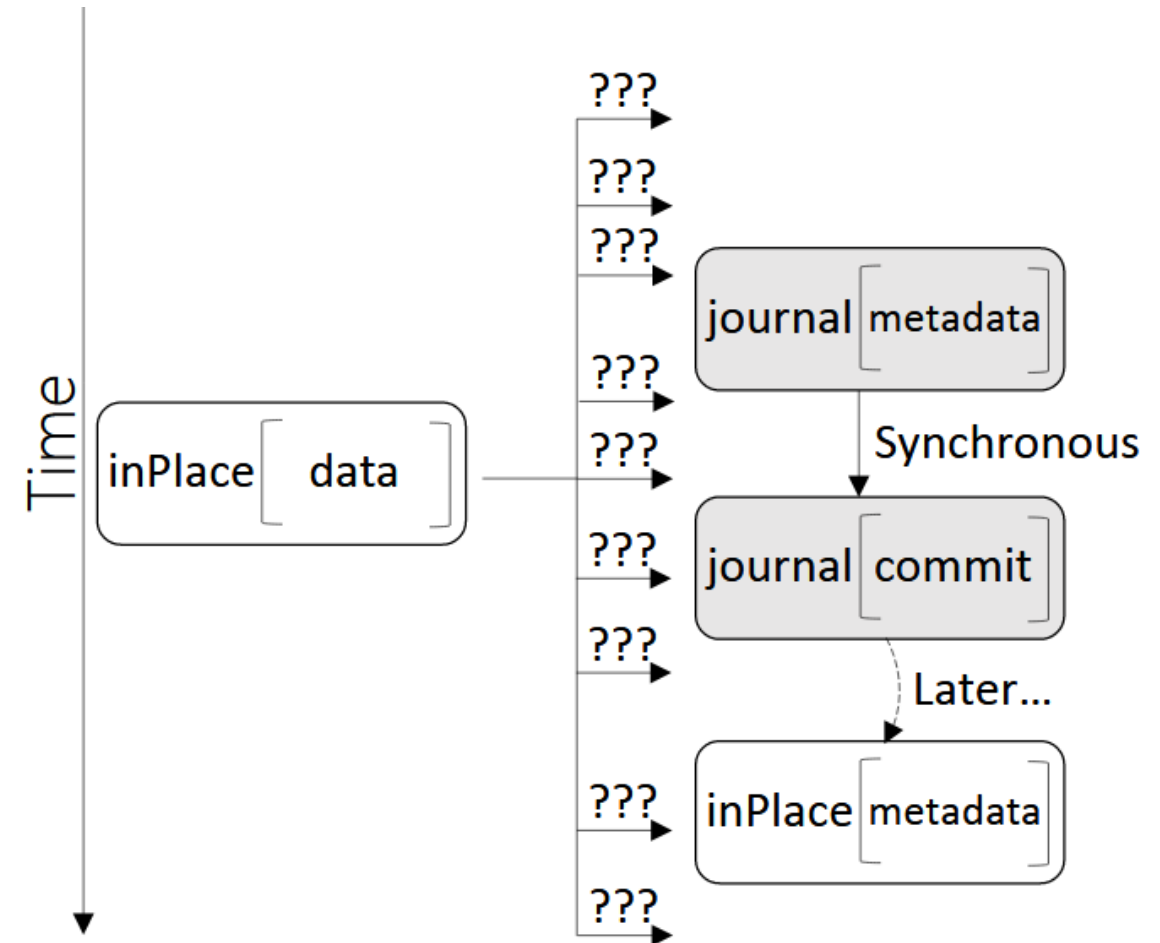 Time
inPlace data
???
???
???
???
???
???
???
???
???
journal metadata
Synchronous
journal commit
Later...
inPlace metadata